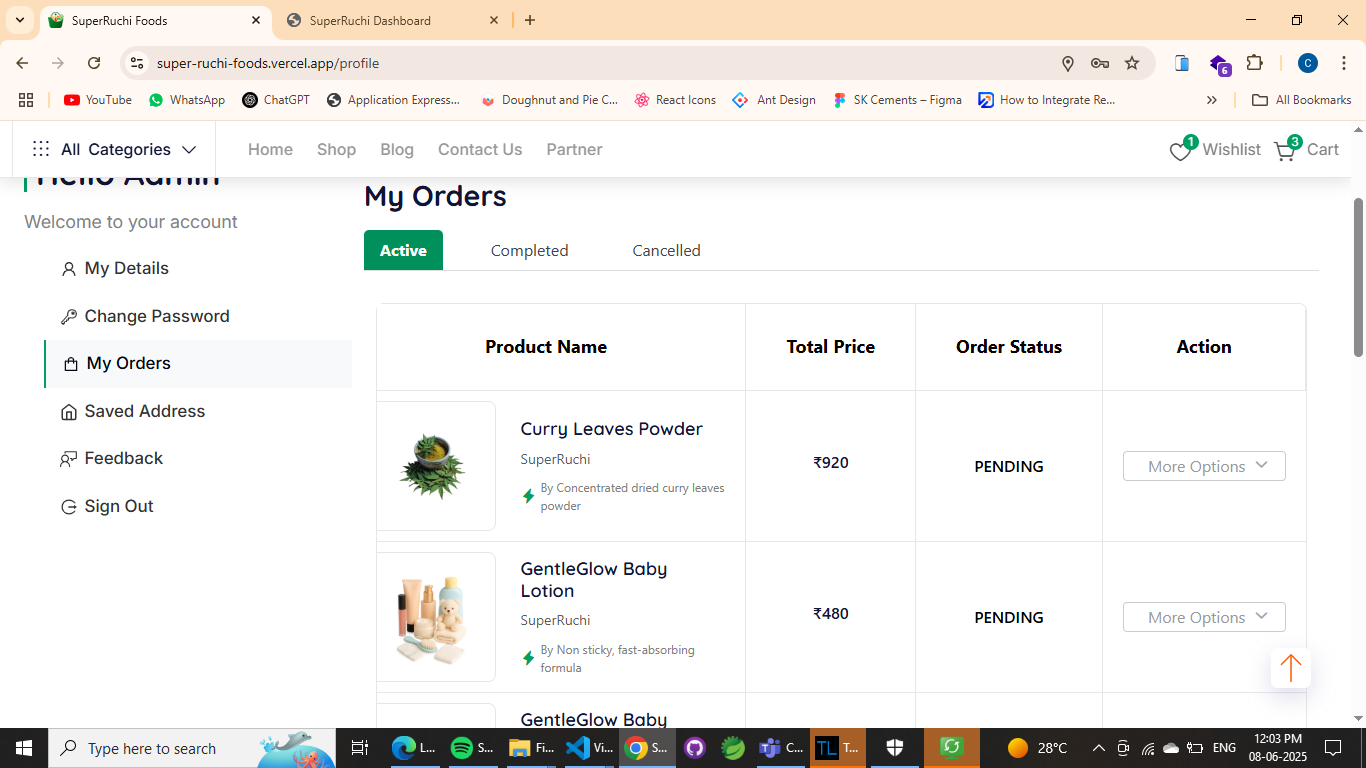 SuperRuchi Foods
SuperRuchi Dashboard
super-ruchi-foods.vercel.app/profile
6
C
YouTube
WhatsApp
ChatGPT
Application Express...
Doughnut and Pie C...
React Icons
Ant Design
SK Cements – Figma
How to Integrate Re...
All Bookmarks
All Categories
Home
Shop
Blog
Contact Us
Partner
1
Wishlist
3
Cart
Hello Admin
Welcome to your account
My Details
Change Password
My Orders
Saved Address
Feedback
Sign Out
My Orders
Active
Completed
Cancelled
Product Name
Total Price
Order Status
Action
Curry Leaves Powder
SuperRuchi
By Concentrated dried curry leaves
powder
₹920
PENDING
More Options
GentleGlow Baby
Lotion
SuperRuchi
By Non sticky, fast-absorbing
formula
₹480
PENDING
More Options
GentleGlow Baby
Type here to search
L...
S...
Fi...
Vi...
S...
C...
TL
T...
28°C
ENG
12:03 PM
08-06-2025